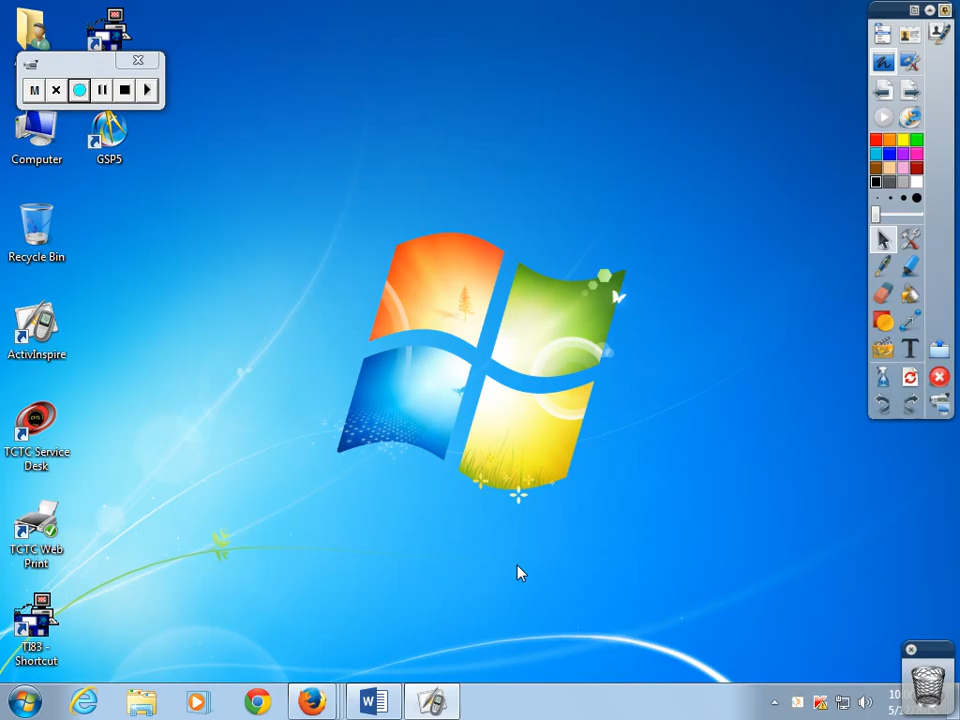 M
Computer
GSP5
Recycle Bin
ActivInspire
TCTC Service
Desk
TCTC Web
Print
TI83 -
Shortcut
T
W